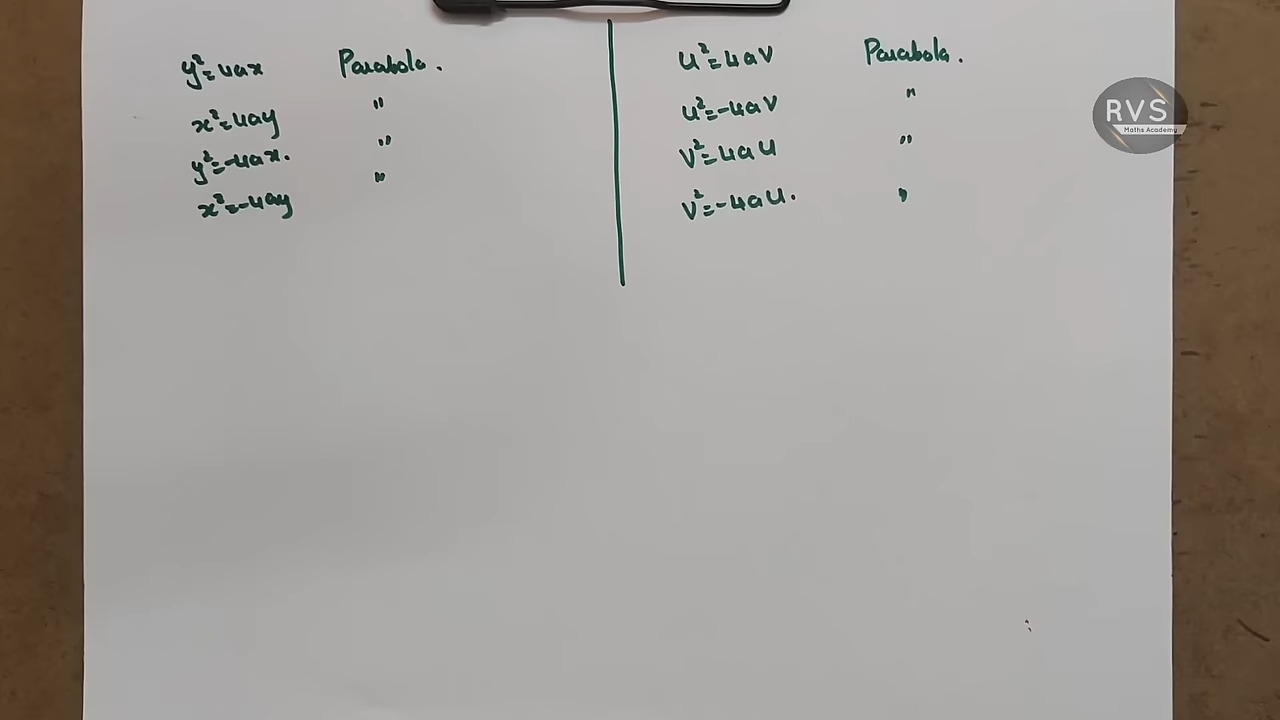 y²=4ax Parabola.
x²=4ay "
y²=-4ax. "
x²=-4ay "
u²=4av Parabola.
u²=-4av "
v²=4au "
v²=-4au. "
RVS
Maths Academy